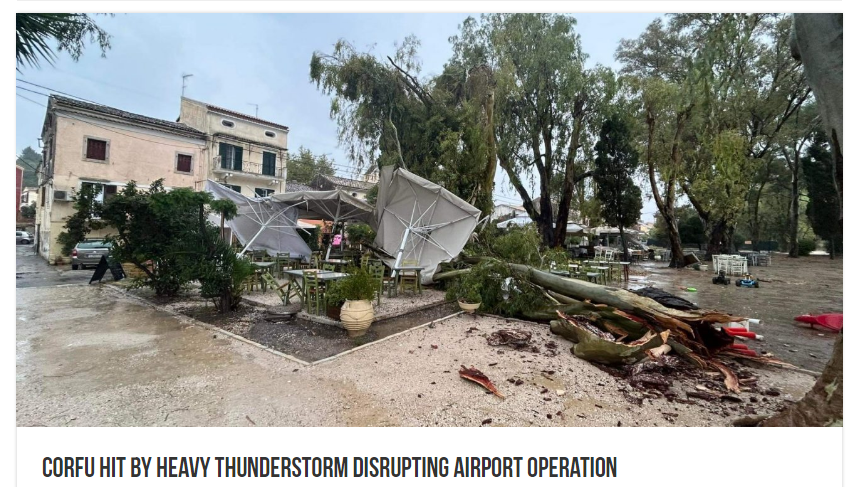 CORFU HIT BY HEAVY THUNDERSTORM DISRUPTING AIRPORT OPERATION